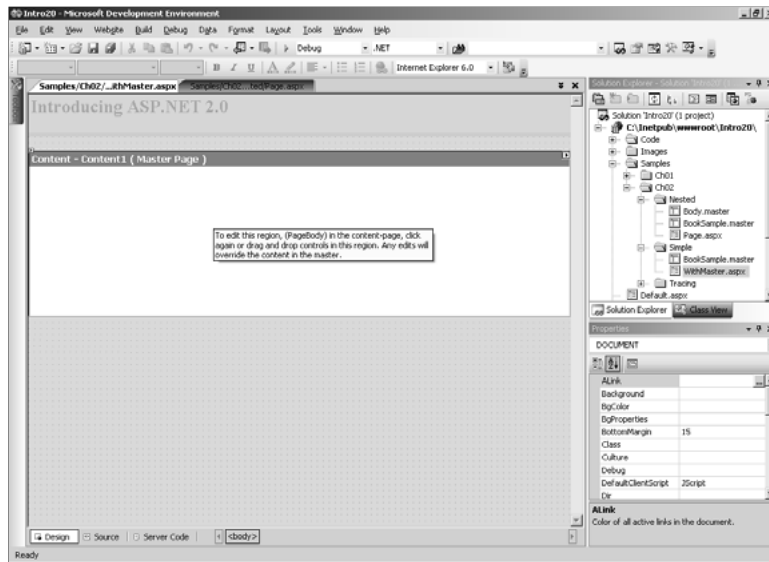 Intro20 - Microsoft Development Environment
File Edit View Website Build Debug Data Format Layout Tools Window Help
Debug .NET
B I U A Internet Explorer 6.0
Samples/Ch02/...ithMaster.aspx Samples/Ch02...ted/Page.aspx
Introducing ASP.NET 2.0
Content - Content1 ( Master Page )
To edit this region, (PageBody) in the content-page, click
again or drag and drop controls in this region. Any edits will
override the content in the master.
Design Source Server Code <body>
Ready
Solution Explorer - Solution 'Intro20' (1
Solution 'Intro20' (1 project)
C:\Inetpub\wwwroot\Intro20\
Code
Images
Samples
Ch01
Ch02
Nested
Body.master
BookSample.master
Page.aspx
Simple
BookSample.master
WithMaster.aspx
Tracing
Default.aspx
Solution Explorer Class View
Properties
DOCUMENT
ALink
Background
BgColor
BgProperties
BottomMargin 15
Class
Culture
Debug
DefaultClientScript JScript
Dir
ALink
Color of all active links in the document.